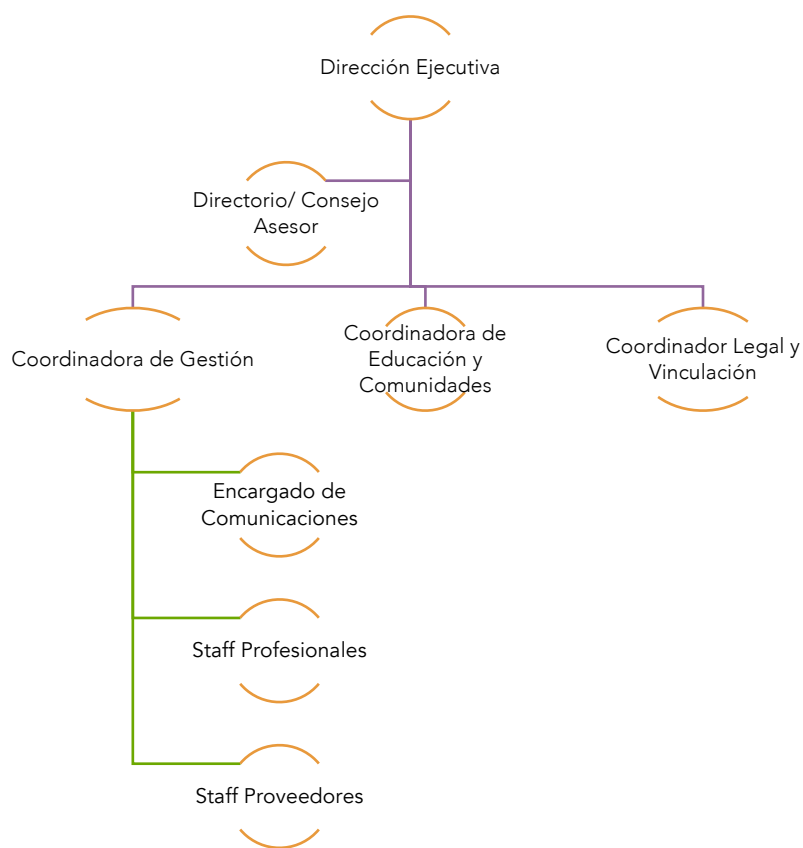 Dirección Ejecutiva
Directorio/ Consejo
Asesor
Coordinadora de Gestión
Coordinadora de
Educación y
Comunidades
Coordinador Legal y
Vinculación
Encargado de
Comunicaciones
Staff Profesionales
Staff Proveedores